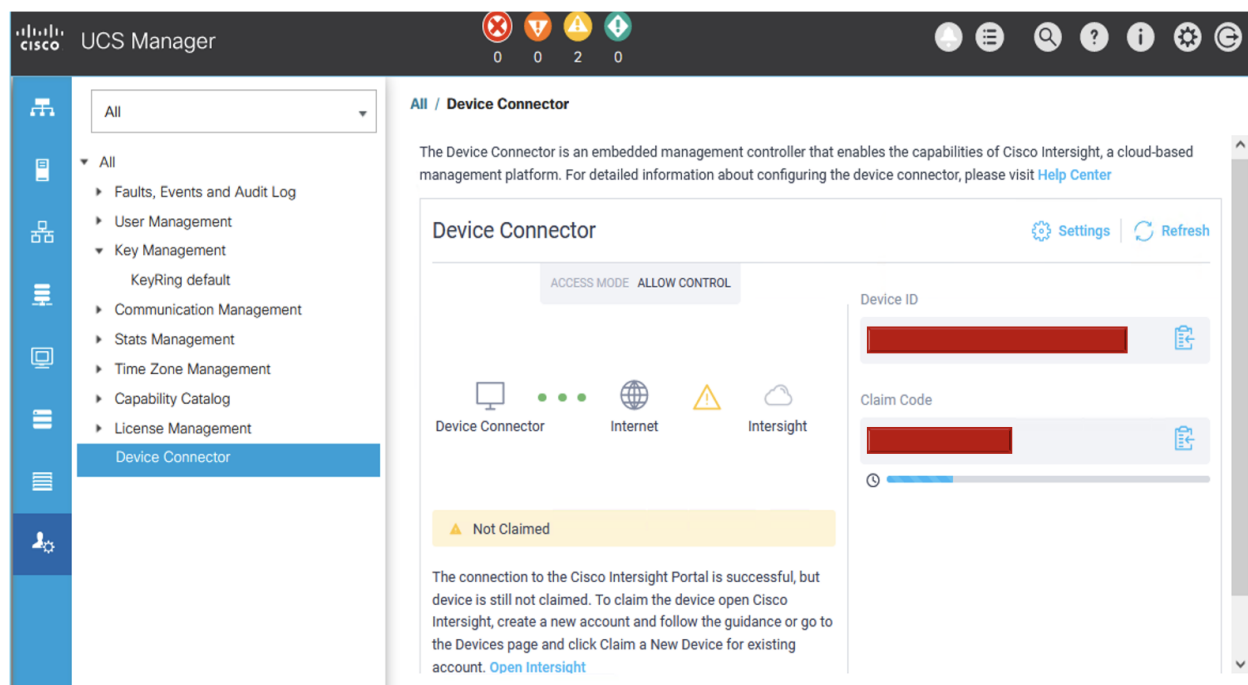 cisco UCS Manager
0 0 2 0
All
All
Faults, Events and Audit Log
User Management
Key Management
KeyRing default
Communication Management
Stats Management
Time Zone Management
Capability Catalog
License Management
Device Connector
All / Device Connector
The Device Connector is an embedded management controller that enables the capabilities of Cisco Intersight, a cloud-based
management platform. For detailed information about configuring the device connector, please visit Help Center
Device Connector
Settings
Refresh
ACCESS MODE ALLOW CONTROL
Device Connector
Internet
Intersight
Not Claimed
The connection to the Cisco Intersight Portal is successful, but
device is still not claimed. To claim the device open Cisco
Intersight, create a new account and follow the guidance or go to
the Devices page and click Claim a New Device for existing
account. Open Intersight
Device ID
Claim Code